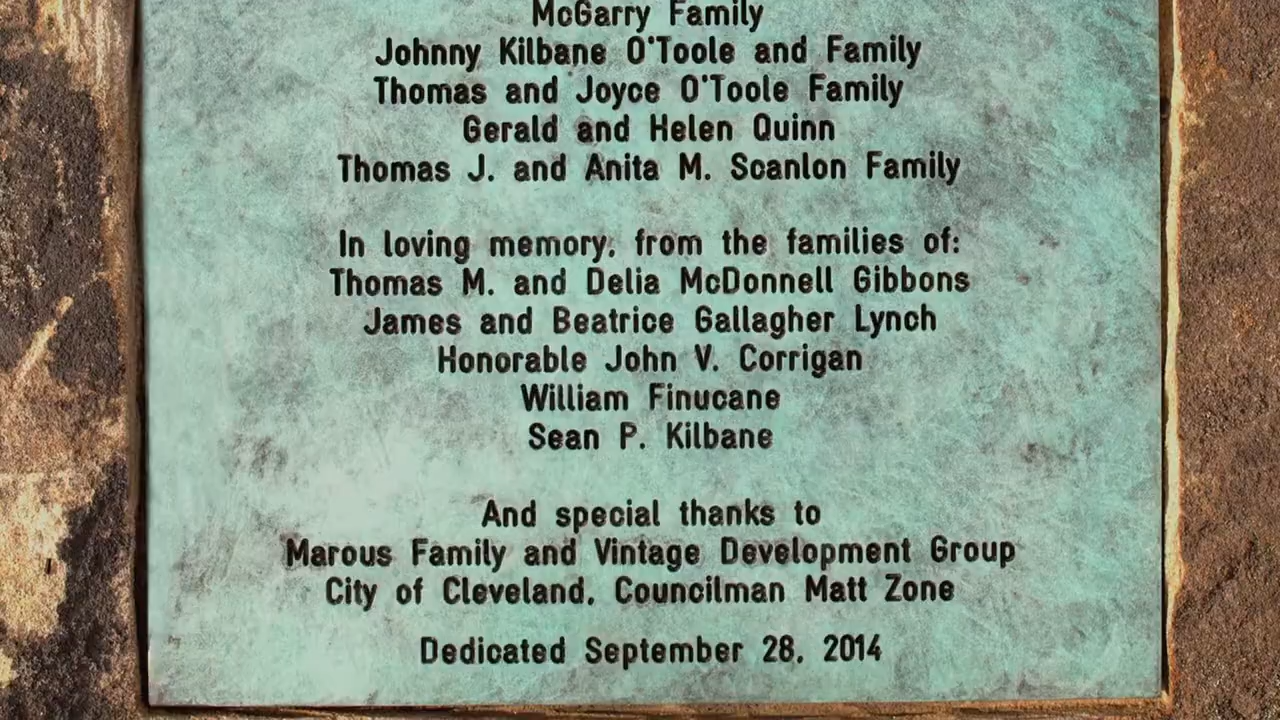 McGarry Family
Johnny Kilbane O'Toole and Family
Thomas and Joyce O'Toole Family
Gerald and Helen Quinn
Thomas J. and Anita M. Scanlon Family
In loving memory, from the families of:
Thomas M. and Delia McDonnell Gibbons
James and Beatrice Gallagher Lynch
Honorable John V. Corrigan
William Finucane
Sean P. Kilbane
And special thanks to
Marous Family and Vintage Development Group
City of Cleveland, Councilman Matt Zone
Dedicated September 28, 2014